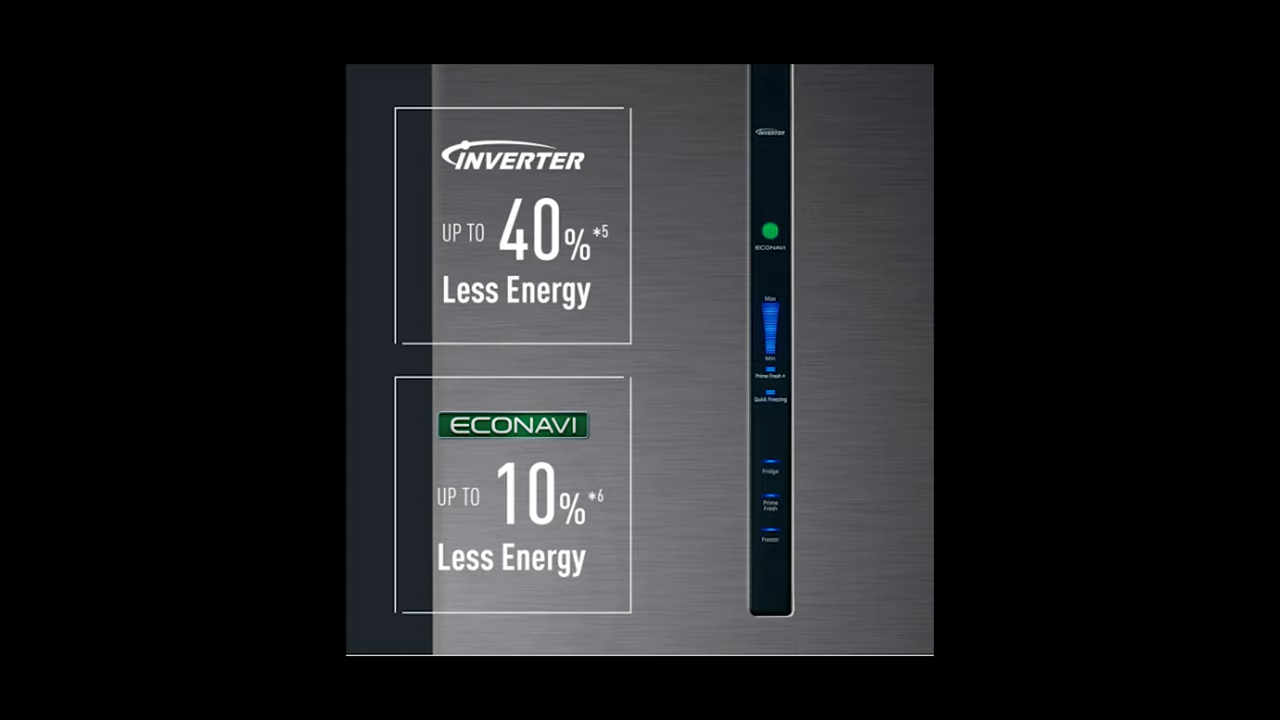 INVERTER
UP TO 40%*5
Less Energy
ECONAVI
UP TO 10%*6
Less Energy
INVERTER
ECONAVI
Max
Min
Prime Fresh +
Quick Freezing
Fridge
Prime
Fresh
Freezer